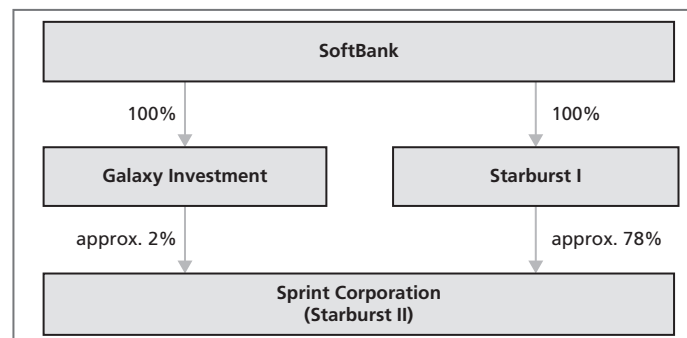 SoftBank
100%
100%
Galaxy Investment
Starburst I
approx. 2%
approx. 78%
Sprint Corporation
(Starburst II)